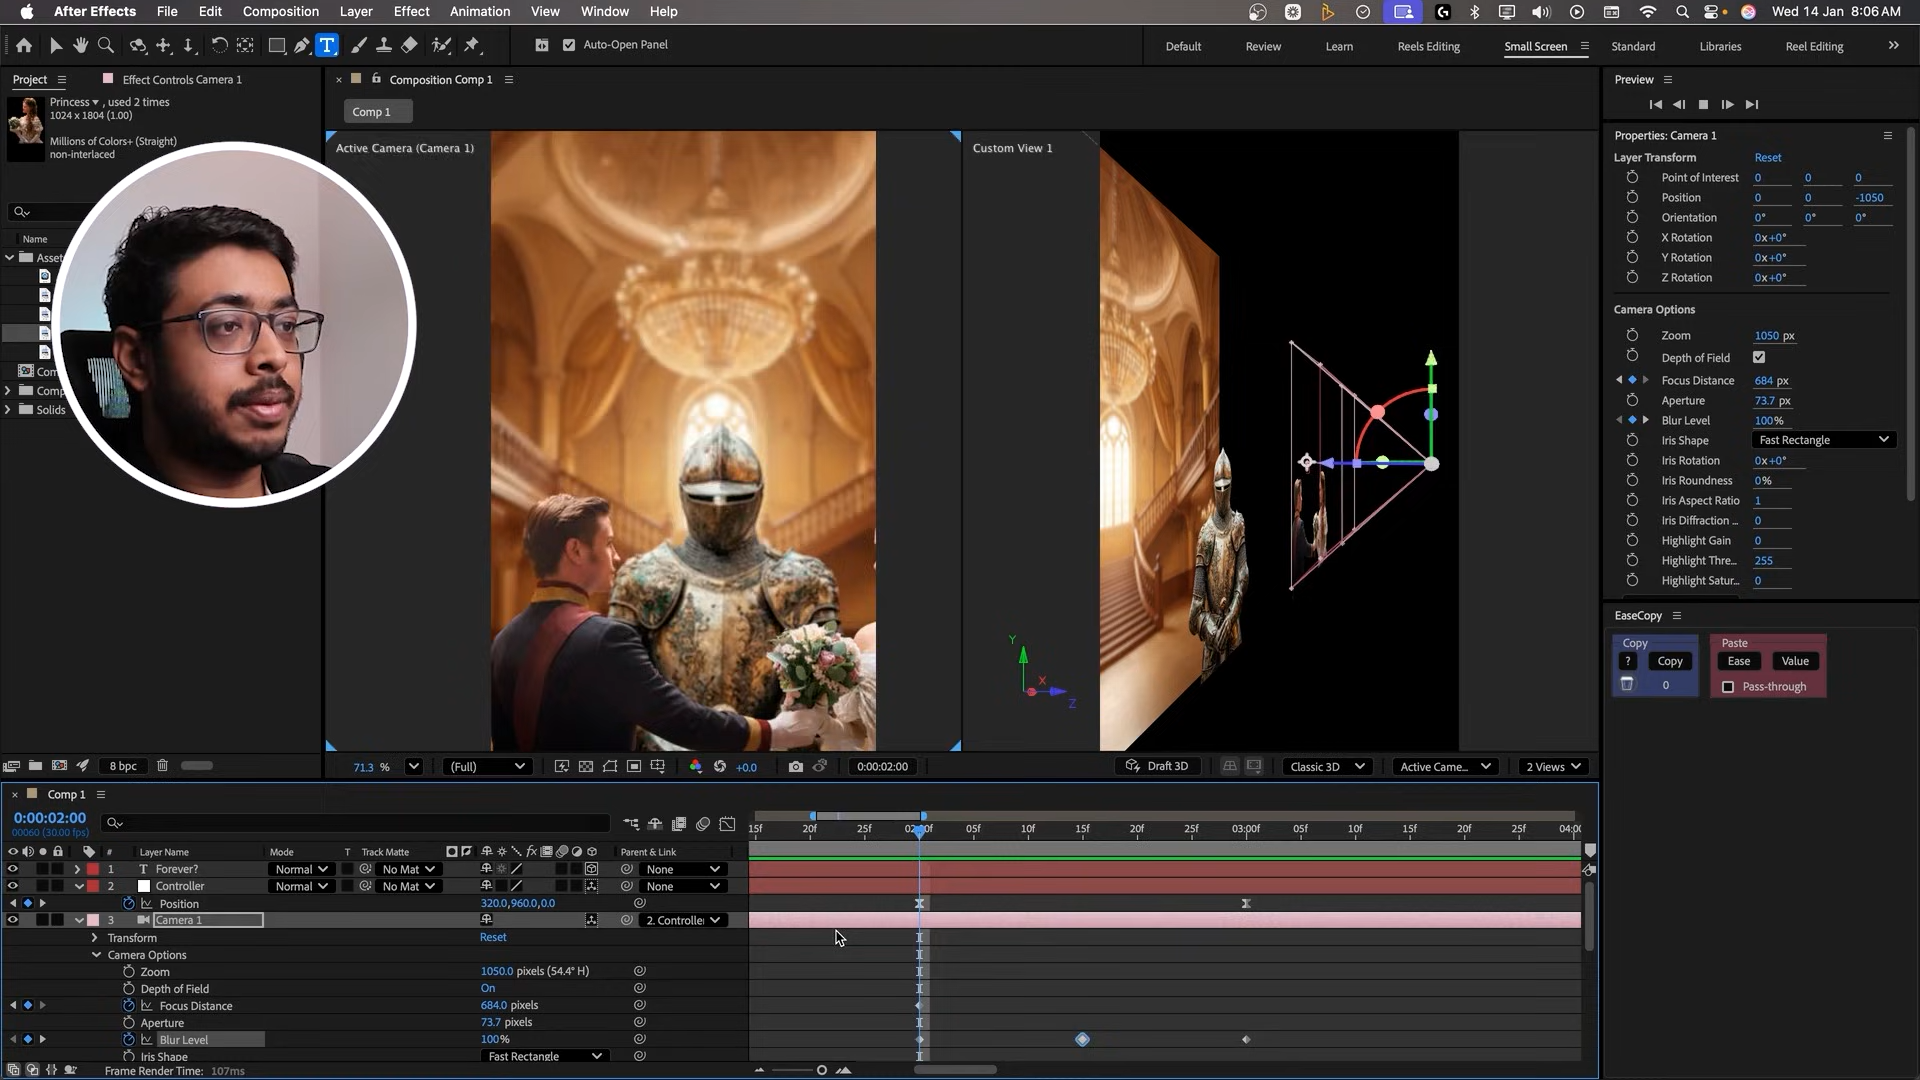 After Effects File Edit Composition Layer Effect Animation View Window Help
Wed 14 Jan 8:06 AM
T
Auto-Open Panel
Default Review Learn Reels Editing Small Screen Standard Libraries Reel Editing
Project
Effect Controls Camera 1
Princess , used 2 times
1024 x 1804 (1.00)
Millions of Colors+ (Straight)
non-interlaced
Name
8 bpc
Composition Comp 1
Comp 1
Active Camera (Camera 1)
Custom View 1
Y
X
Z
71.3 %
(Full)
+0.0
0:00:02:00
Draft 3D
Classic 3D
Active Came...
2 Views
Preview
Properties: Camera 1
Layer Transform Reset
Point of Interest 0 0 0
Position 0 0 -1050
Orientation 0° 0° 0°
X Rotation 0x+0°
Y Rotation 0x+0°
Z Rotation 0x+0°
Camera Options
Zoom 1050 px
Depth of Field
Focus Distance 684 px
Aperture 73.7 px
Blur Level 100%
Iris Shape Fast Rectangle
Iris Rotation 0x+0°
Iris Roundness 0%
Iris Aspect Ratio 1
Iris Diffraction ... 0
Highlight Gain 0
Highlight Thre... 255
Highlight Satur... 0
EaseCopy
Copy
? Copy
0
Paste
Ease Value
Pass-through
Comp 1
0:00:02:00
00060 (30.00 fps)
15f 20f 25f 05f 10f 15f 20f 25f 03:00f 05f 10f 15f 20f 25f
# Layer Name Mode T Track Matte fx Parent & Link
1 T Forever? Normal No Mat None
2 Controller Normal No Mat None
Position 320.0,960.0,0.0
3 Camera 1 2. Controller
Transform Reset
Camera Options
Zoom 1050.0 pixels (54.4° H)
Depth of Field On
Focus Distance 684.0 pixels
Aperture 73.7 pixels
Blur Level 100%
Iris Shape Fast Rectangle
Frame Render Time: 107ms